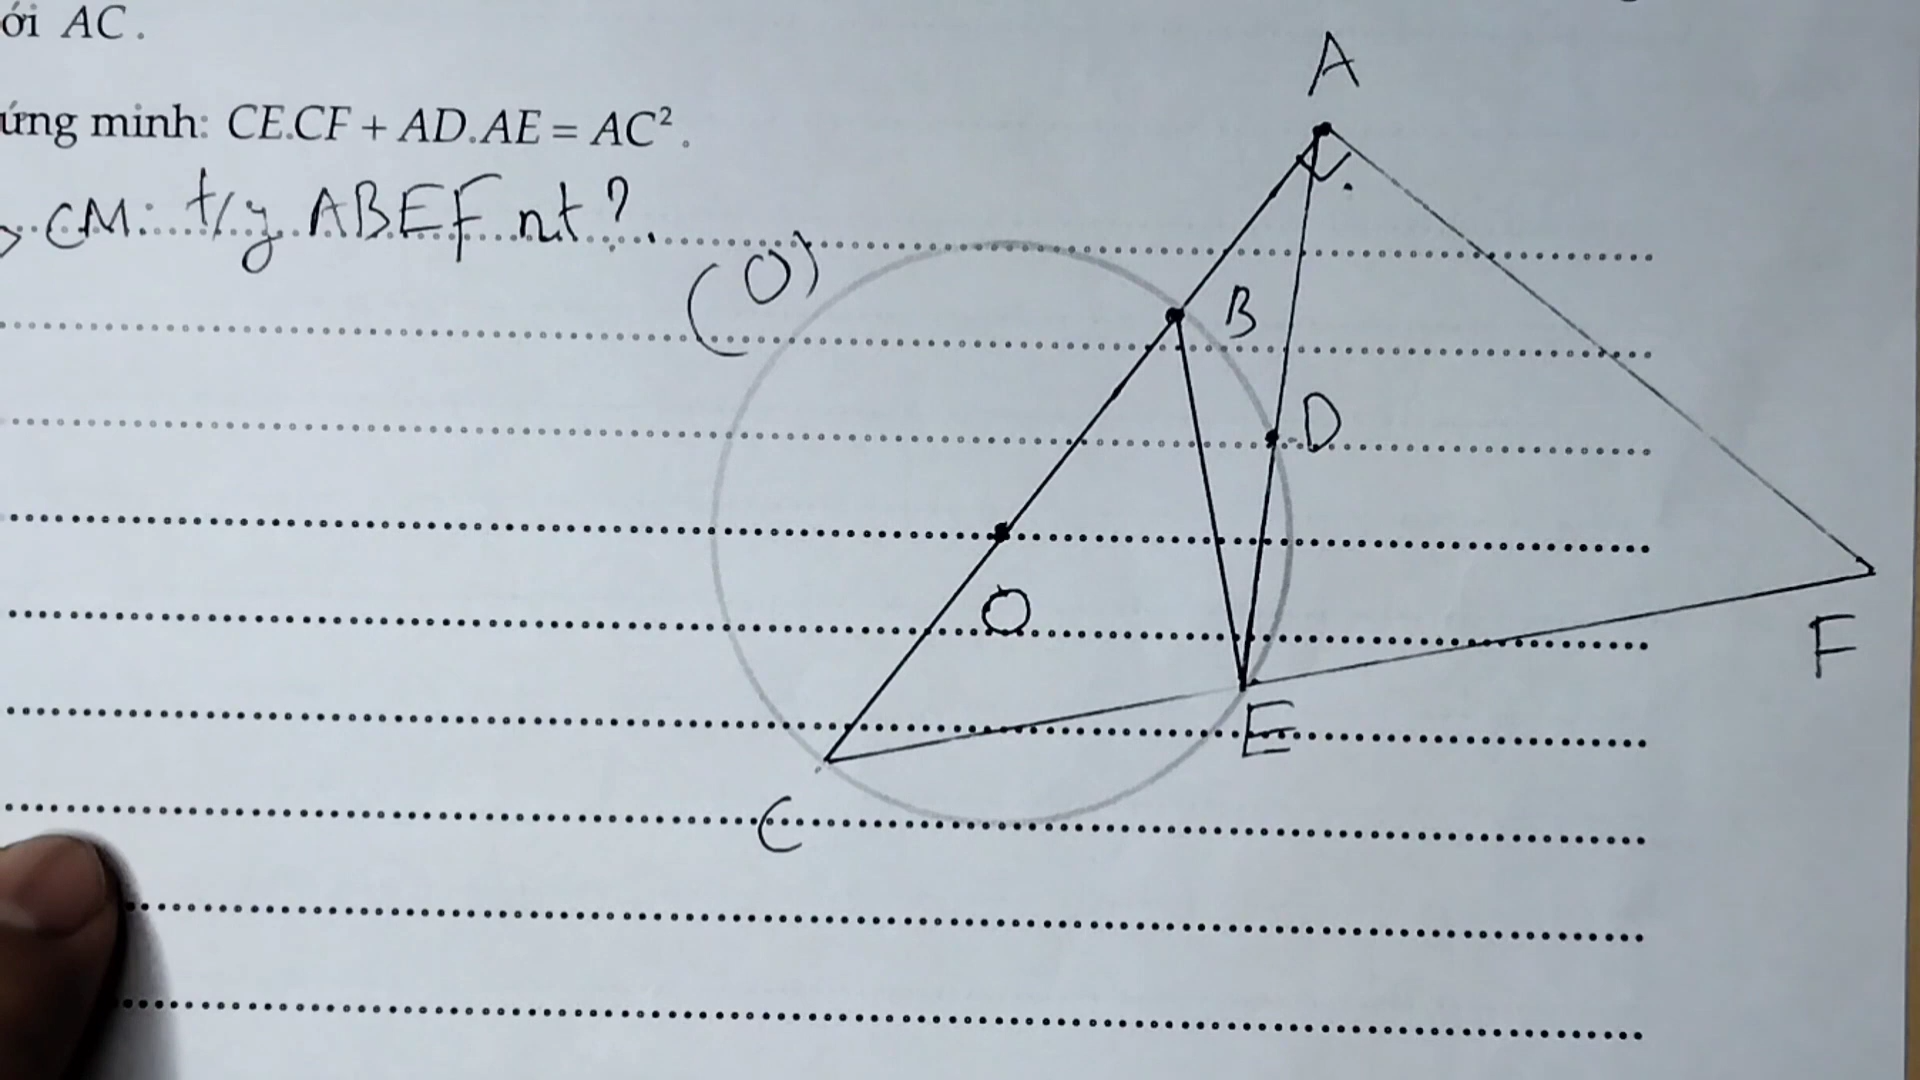 ới AC.
ứng minh: CE.CF + AD.AE = AC².
CM: t/g ABEF nt?
(O)
A
B
D
O
F
E
C